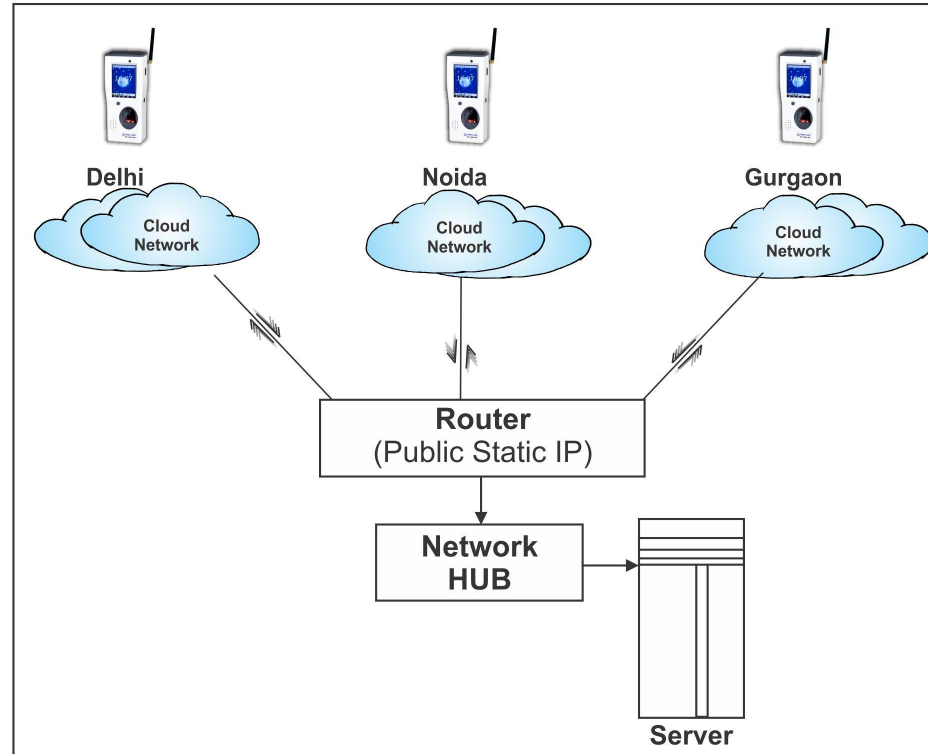 Delhi
Noida
Gurgaon
Cloud
Network
Cloud
Network
Cloud
Network
Router
(Public Static IP)
Network
HUB
Server